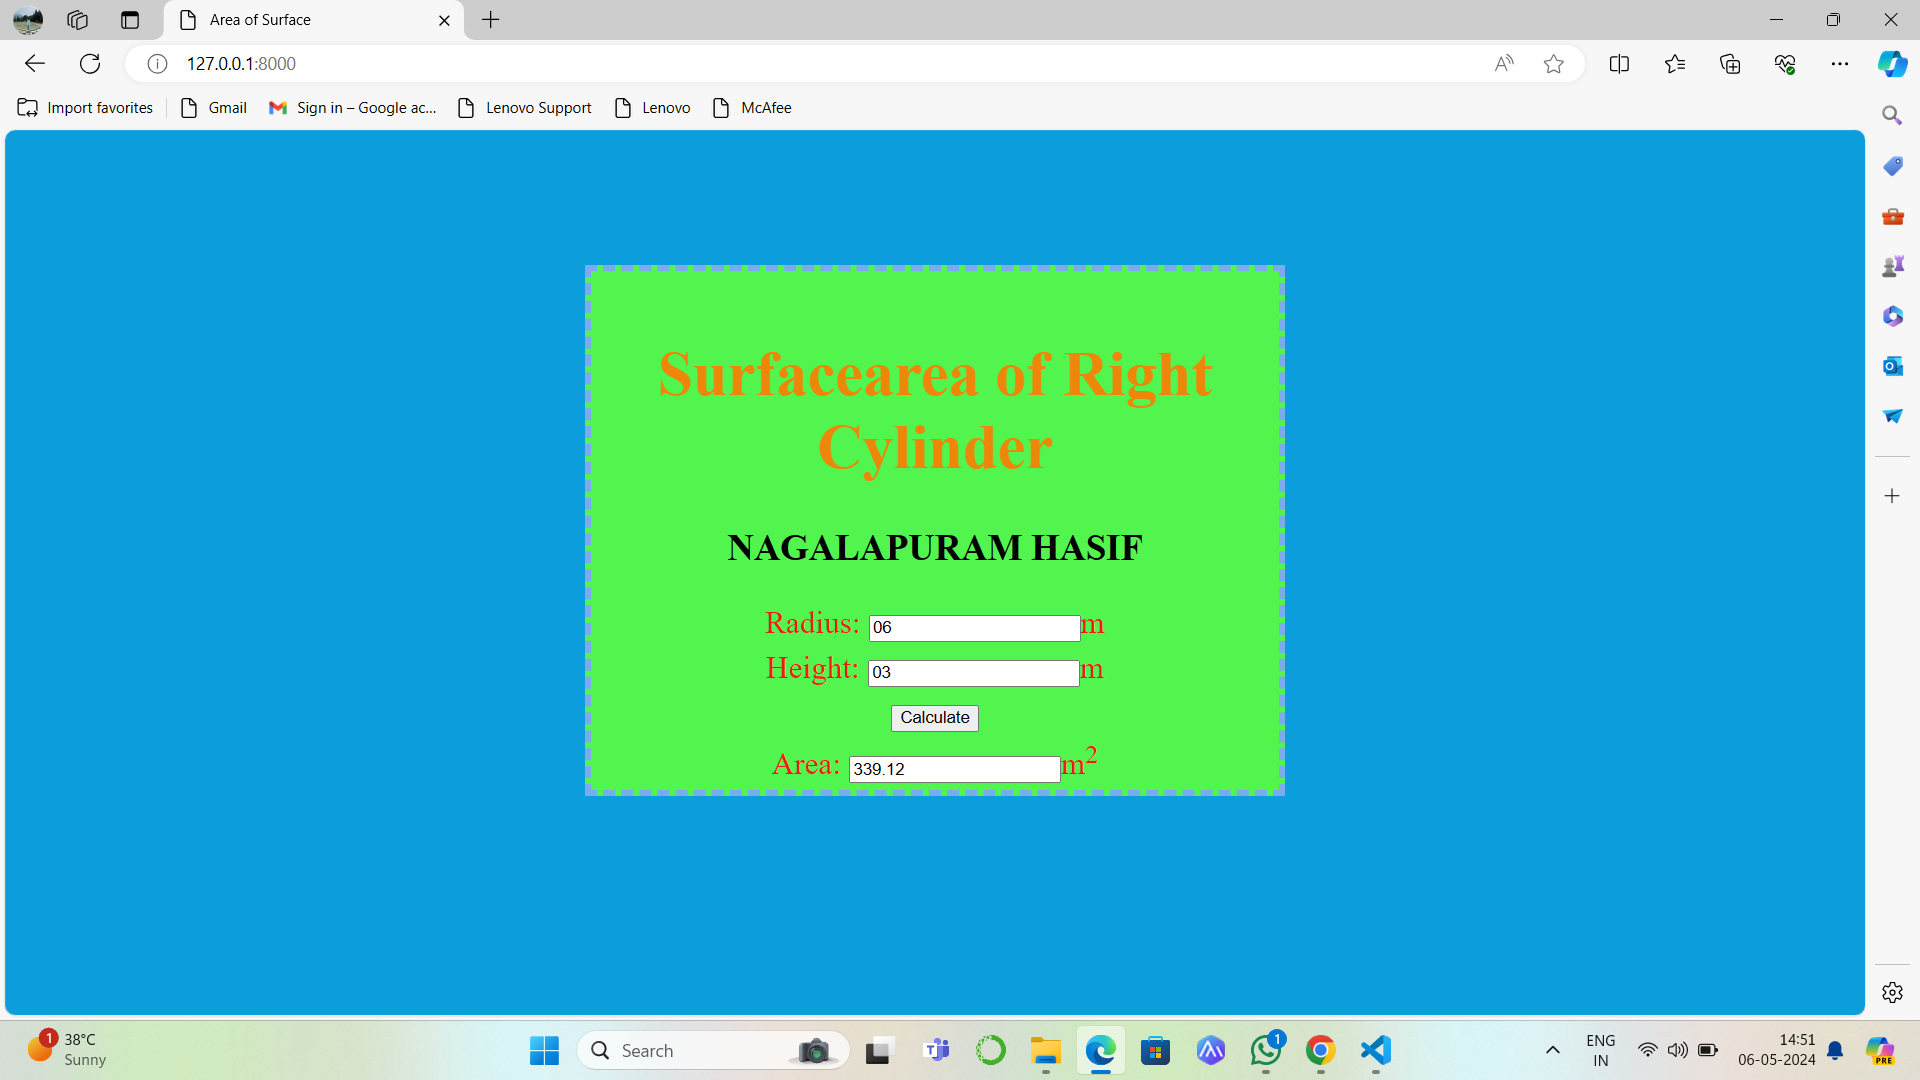 Area of Surface
127.0.0.1:8000
Import favorites Gmail Sign in – Google ac... Lenovo Support Lenovo McAfee
Surfacearea of Right
Cylinder
NAGALAPURAM HASIF
Radius: 06 m
Height: 03 m
Calculate
Area: 339.12 m²
1 38°C
Sunny
Search
1
ENG
IN
14:51
06-05-2024
PRE